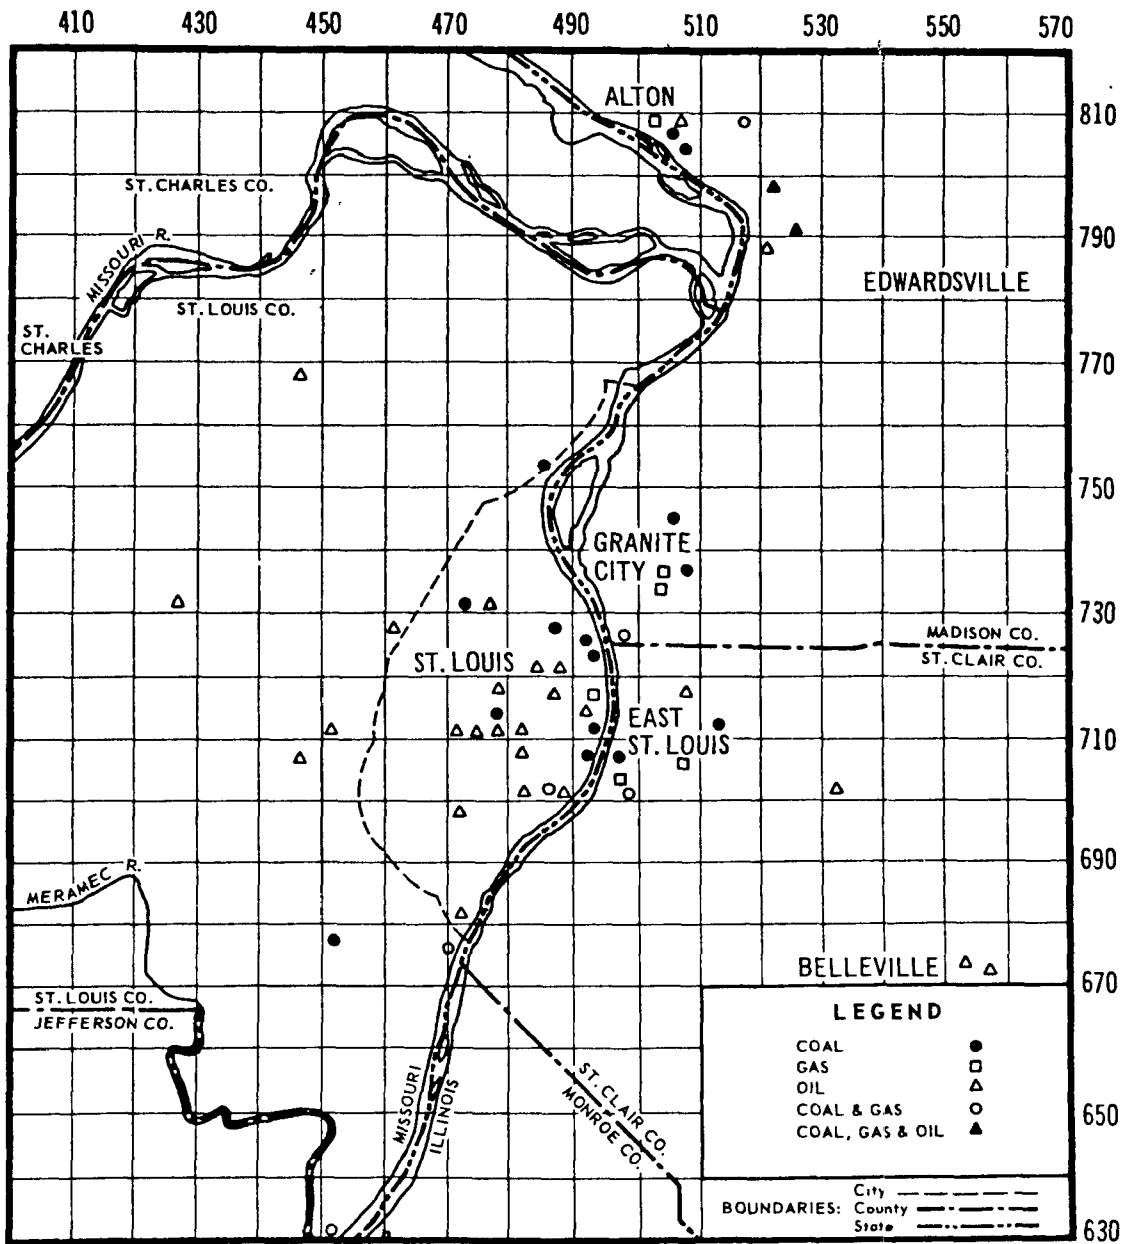 410 430 450 470 490 510 530 550 570
ALTON
810
ST. CHARLES CO.
MISSOURI R.
790
EDWARDSVILLE
ST. LOUIS CO.
ST.
CHARLES
770
750
GRANITE
CITY
730
MADISON CO.
ST. CLAIR CO.
ST. LOUIS
EAST
ST. LOUIS
710
690
MERAMEC R.
BELLEVILLE
670
ST. LOUIS CO.
JEFFERSON CO.
LEGEND
COAL
GAS
OIL
COAL & GAS
COAL, GAS & OIL
MISSOURI
ILLINOIS
ST. CLAIR CO.
MONROE CO.
650
BOUNDARIES: City
County
State
630